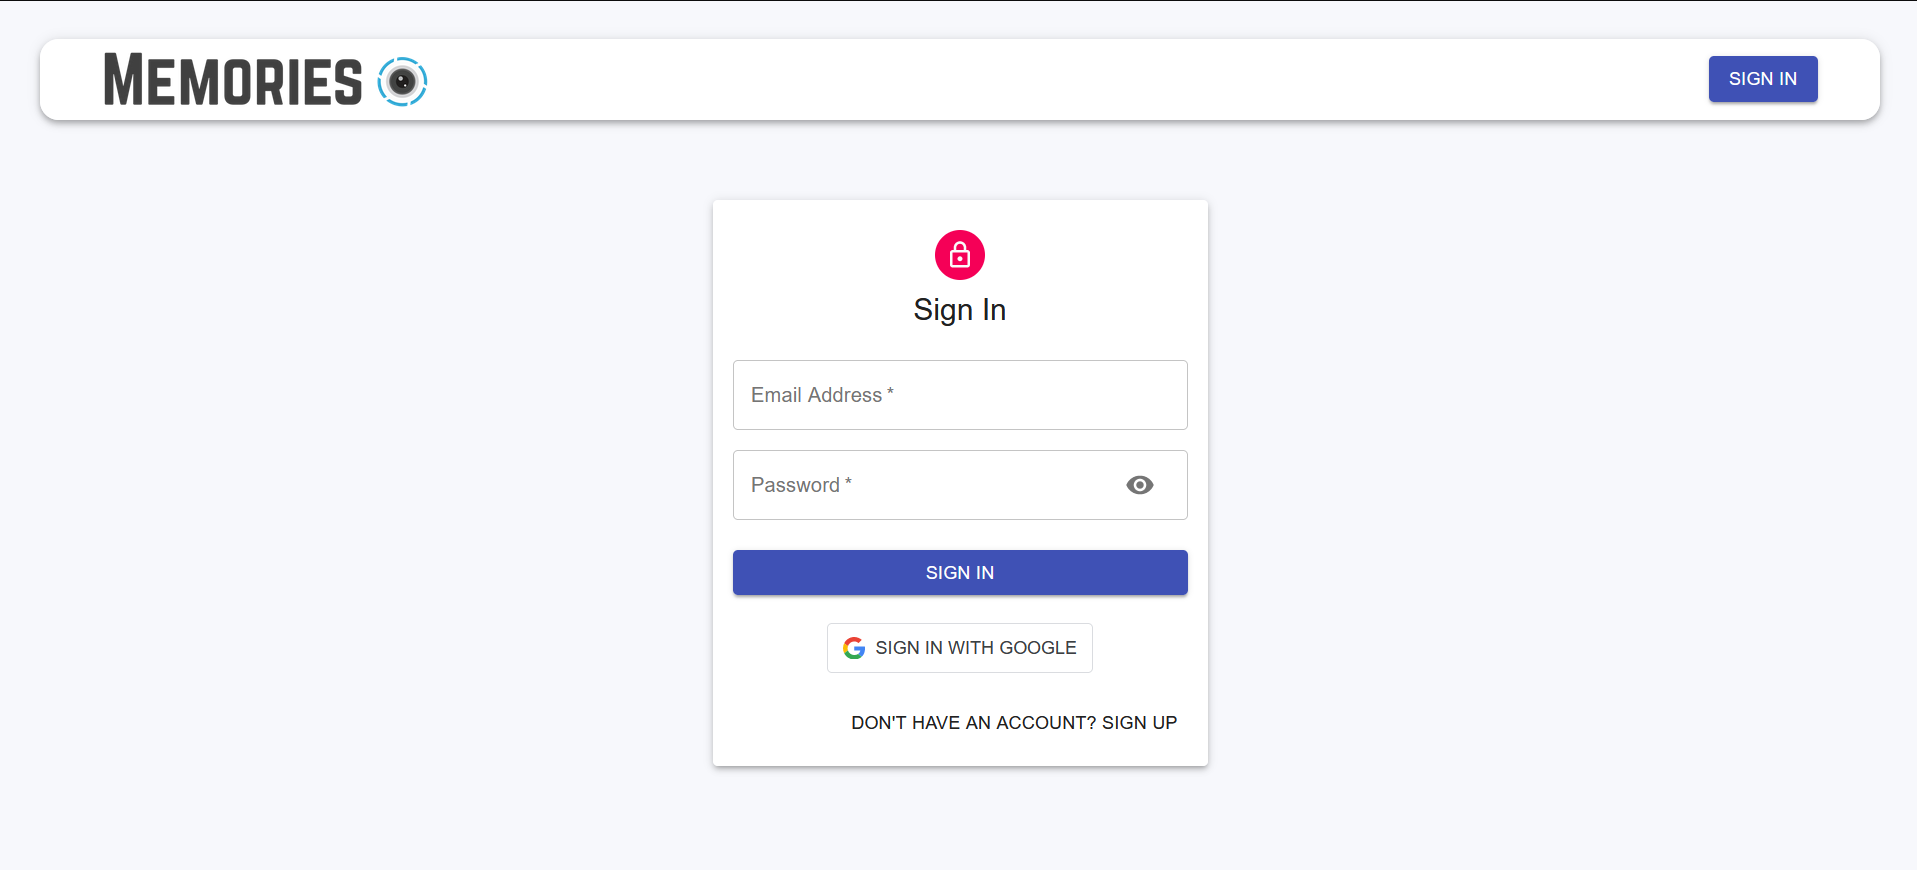 MEMORIES
SIGN IN
Sign In
Email Address *
Password *
SIGN IN
SIGN IN WITH GOOGLE
DON'T HAVE AN ACCOUNT? SIGN UP